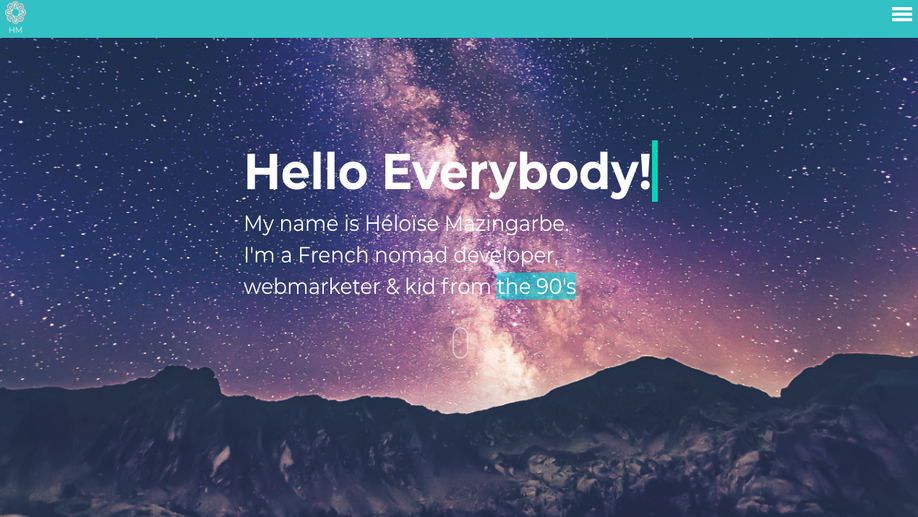 HM
Hello Everybody!
My name is Héloïse Mazingarbe.
I'm a French nomad developer,
webmarketer & kid from the 90's